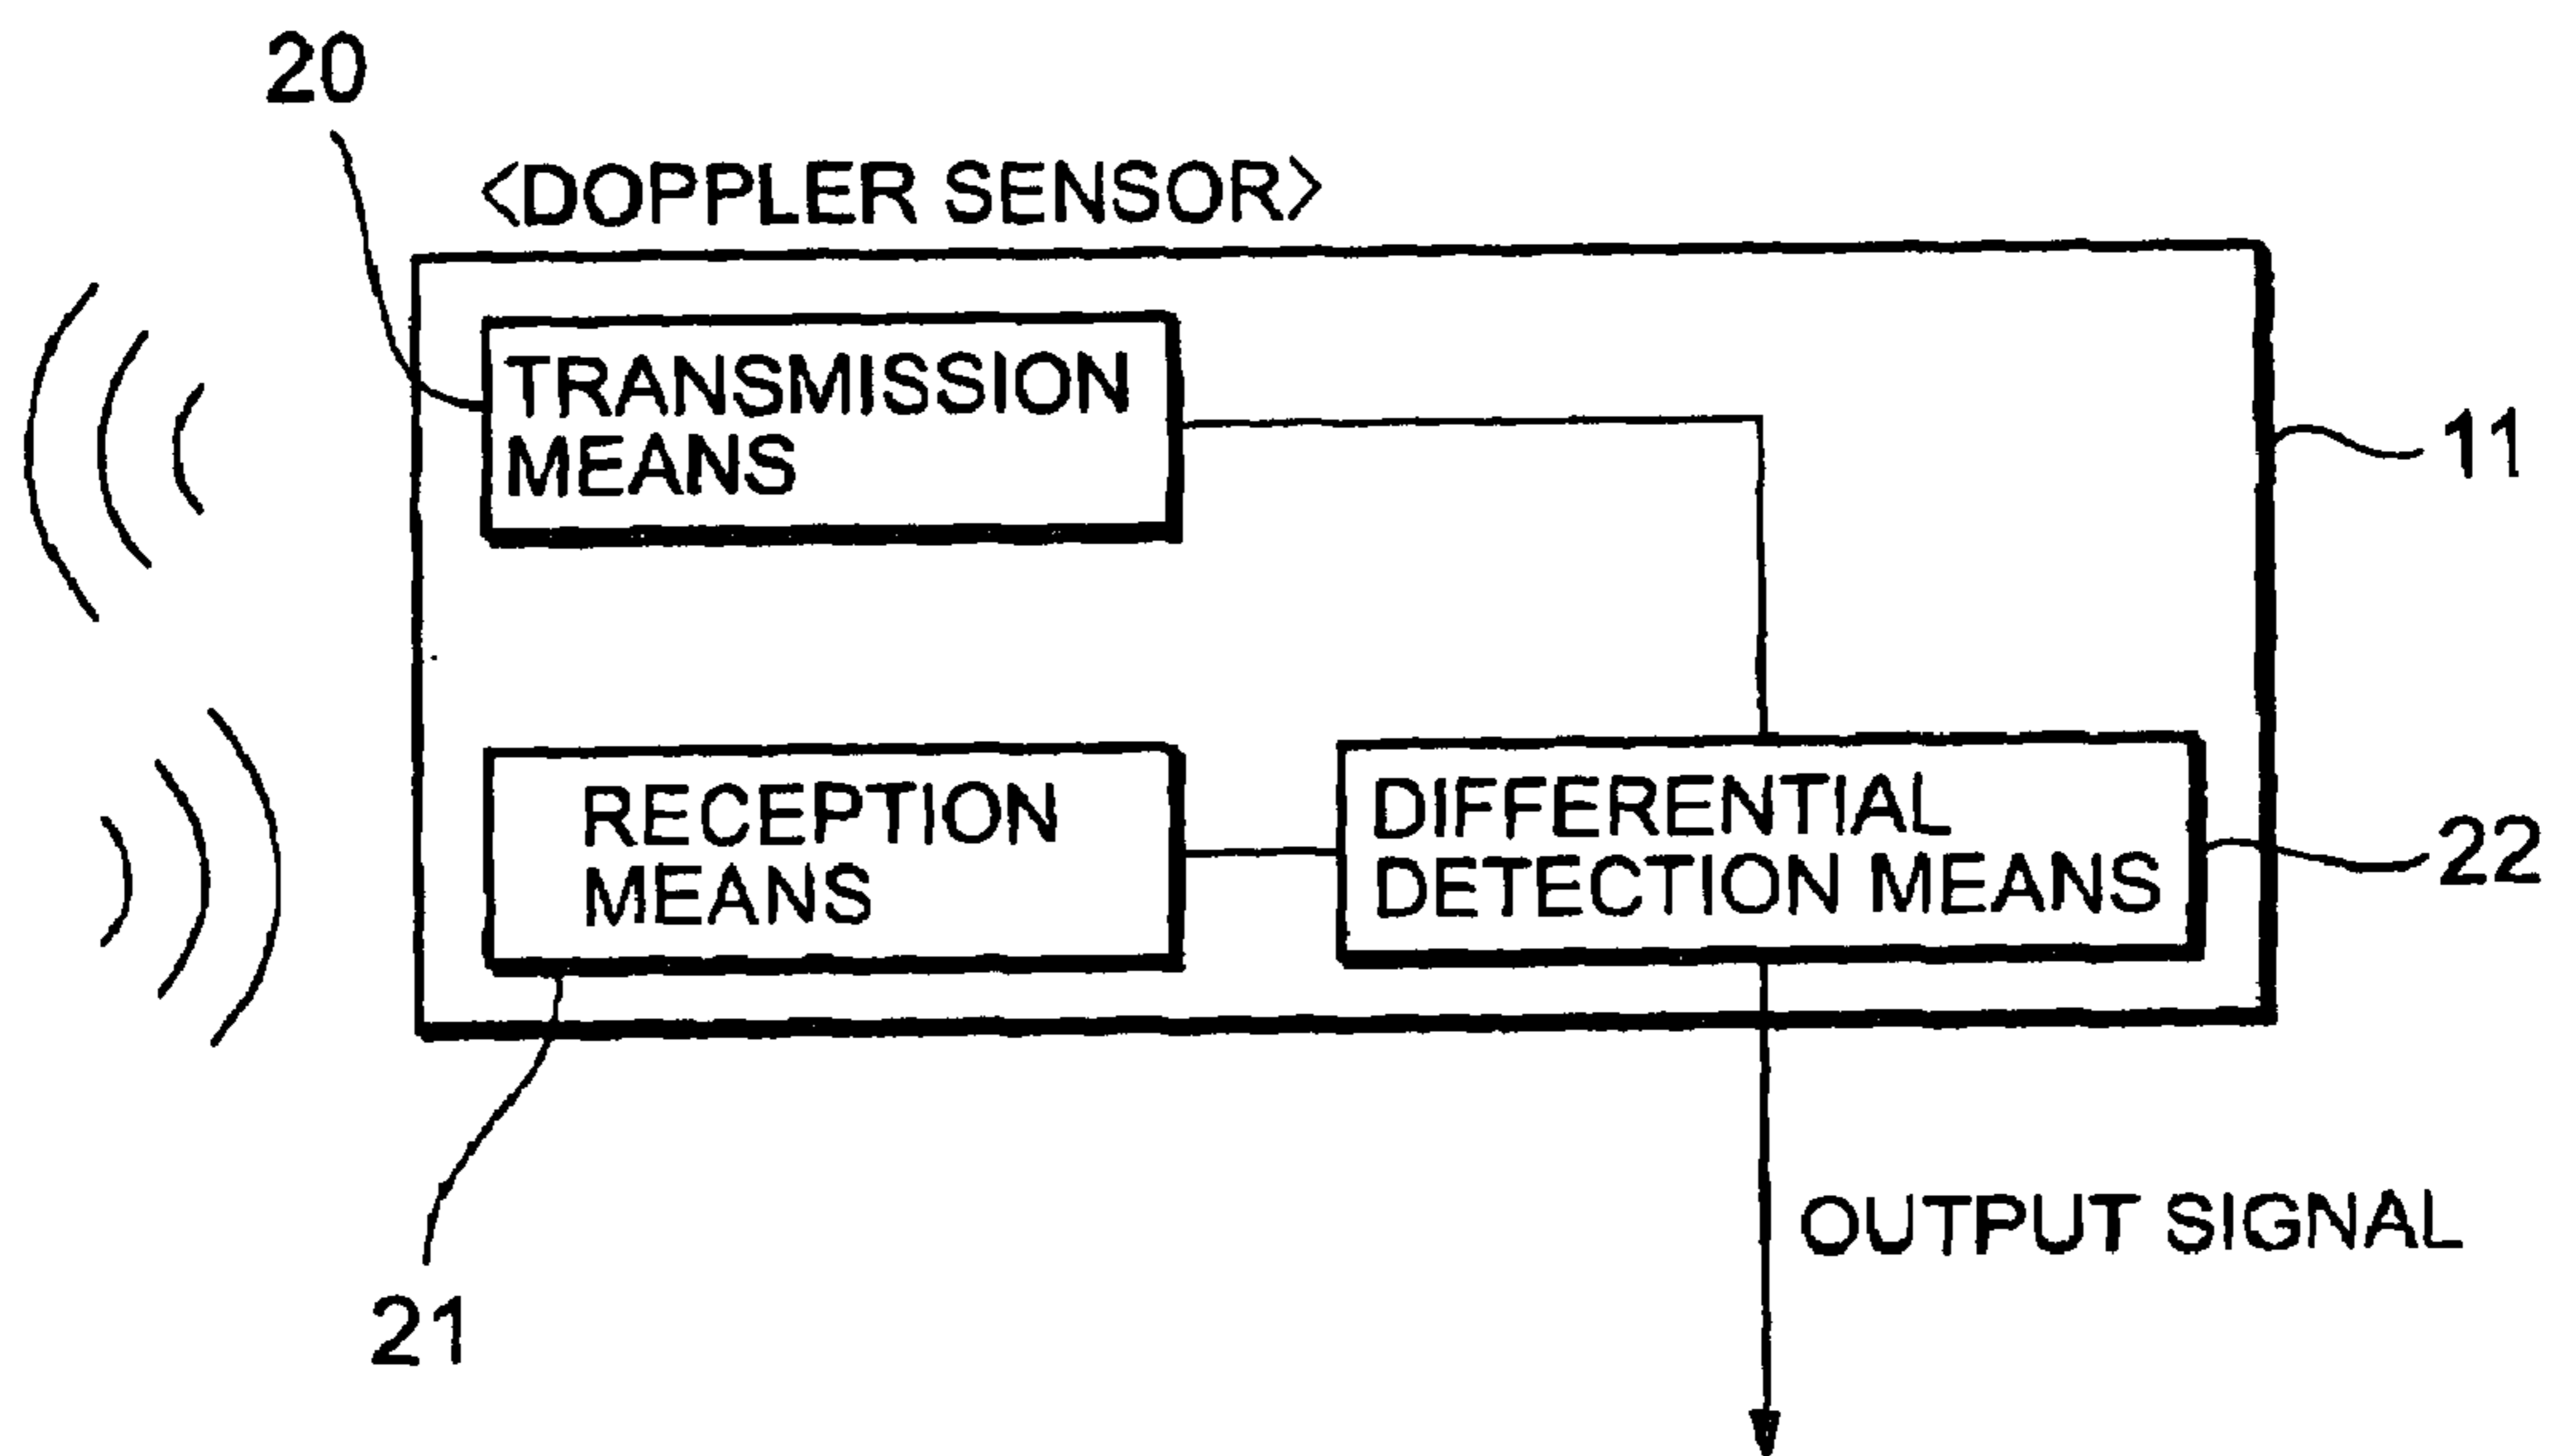 20
<DOPPLER SENSOR>
TRANSMISSION
MEANS
11
RECEPTION
MEANS
DIFFERENTIAL
DETECTION MEANS
22
OUTPUT SIGNAL
21